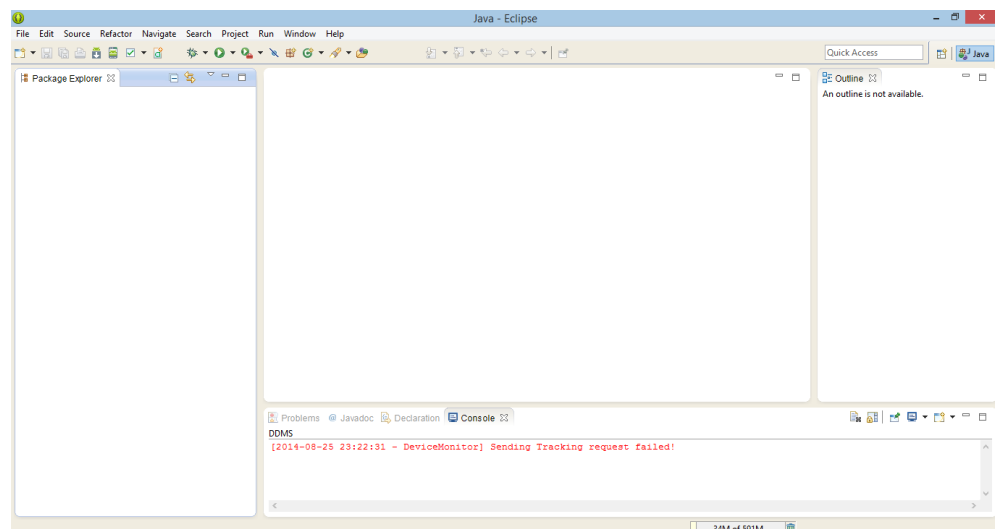 Java - Eclipse
File Edit Source Refactor Navigate Search Project Run Window Help
Quick Access
Java
Package Explorer
Outline
An outline is not available.
Problems @ Javadoc Declaration Console
DDMS
[2014-08-25 23:22:31 - DeviceMonitor] Sending Tracking request failed!